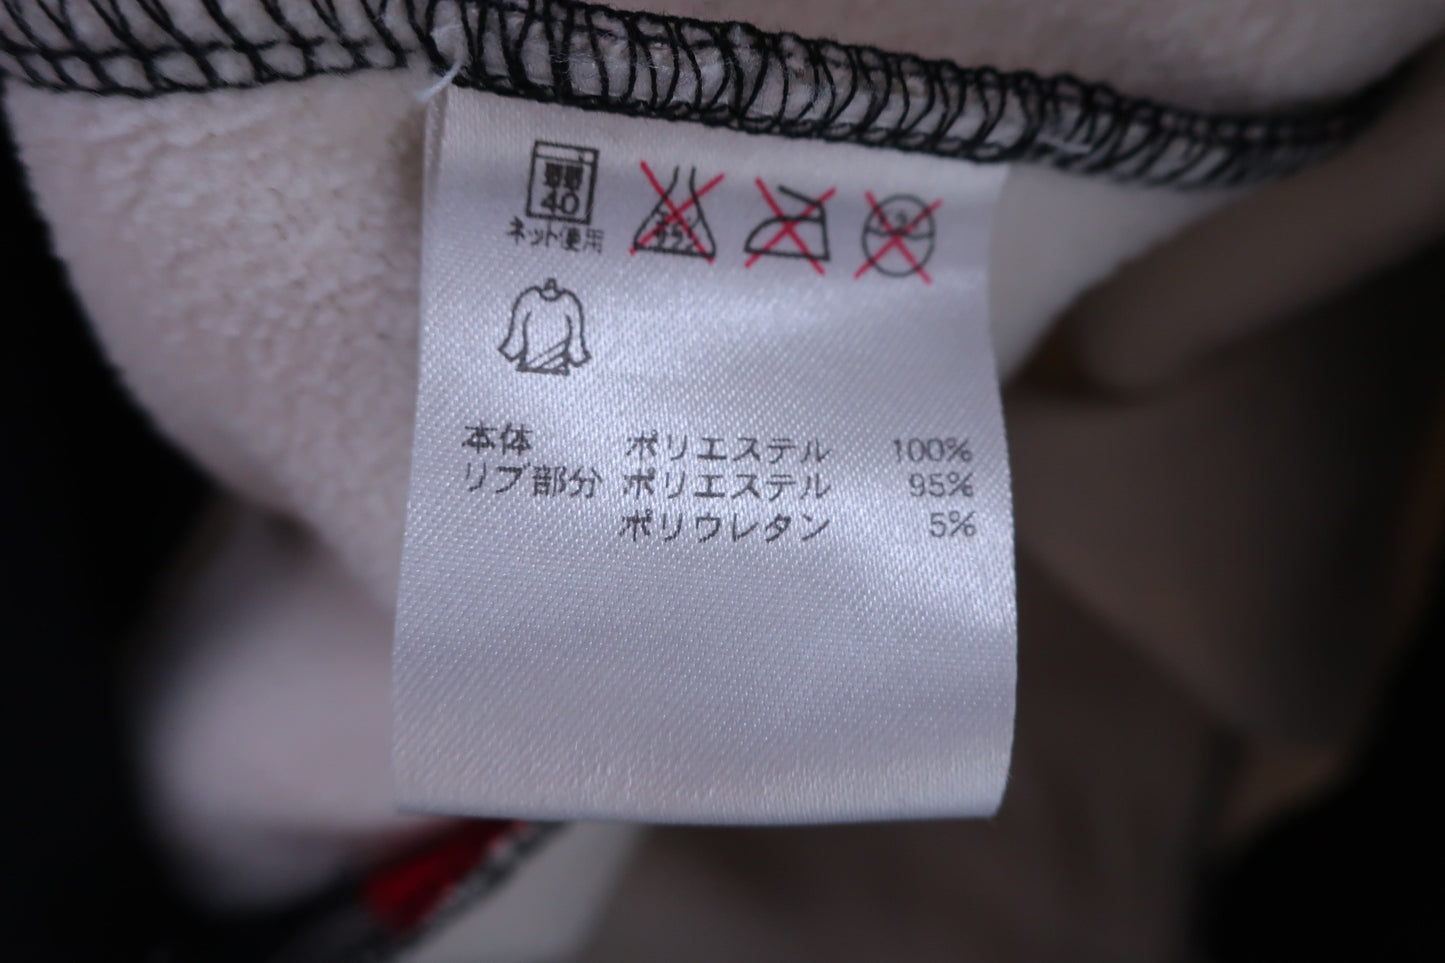 40
ネット使用
本体 ポリエステル 100%
リブ部分 ポリエステル 95%
ポリウレタン 5%